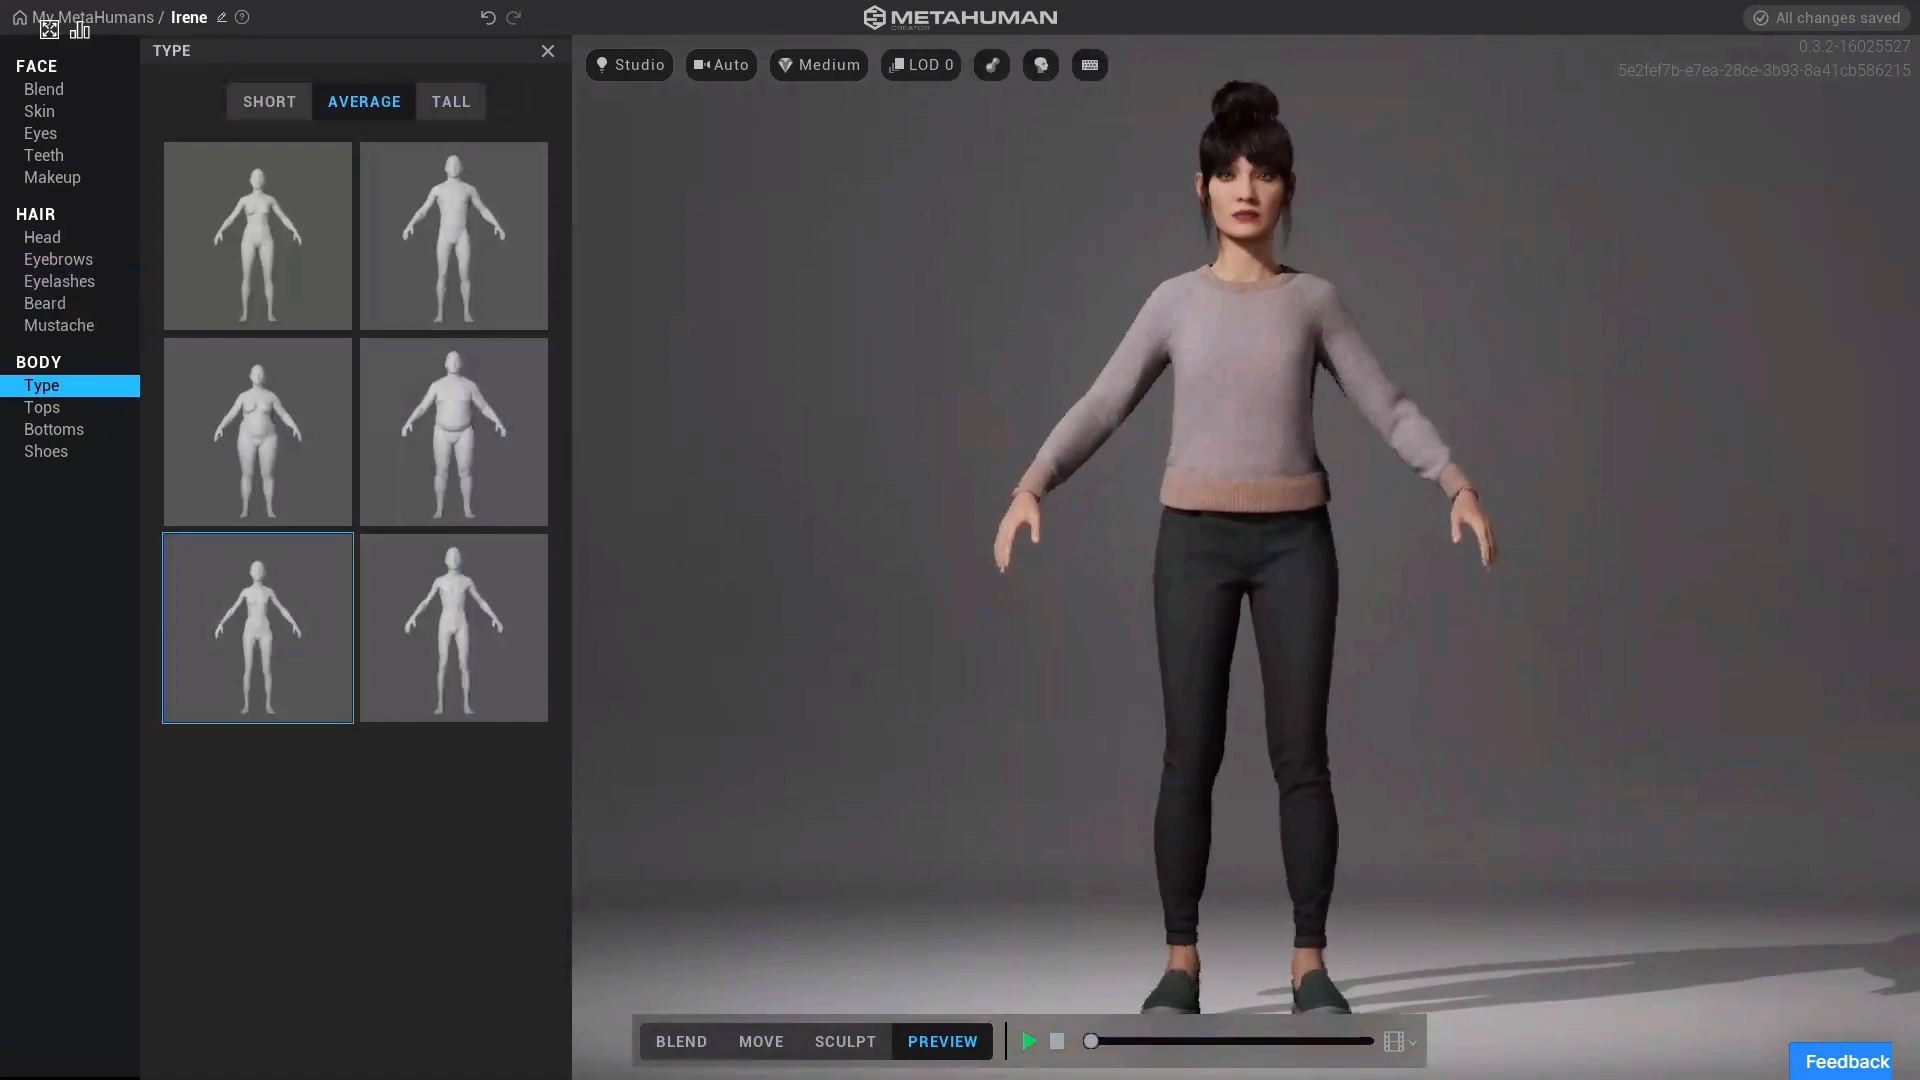 My MetaHumans / Irene
METAHUMAN
CREATOR
All changes saved
0.3.2-16025527
5e2fef7b-e7ea-28ce-3b93-8a41cb586215
FACE
Blend
Skin
Eyes
Teeth
Makeup
HAIR
Head
Eyebrows
Eyelashes
Beard
Mustache
BODY
Type
Tops
Bottoms
Shoes
TYPE
SHORT AVERAGE TALL
Studio Auto Medium LOD 0
BLEND MOVE SCULPT PREVIEW
Feedback